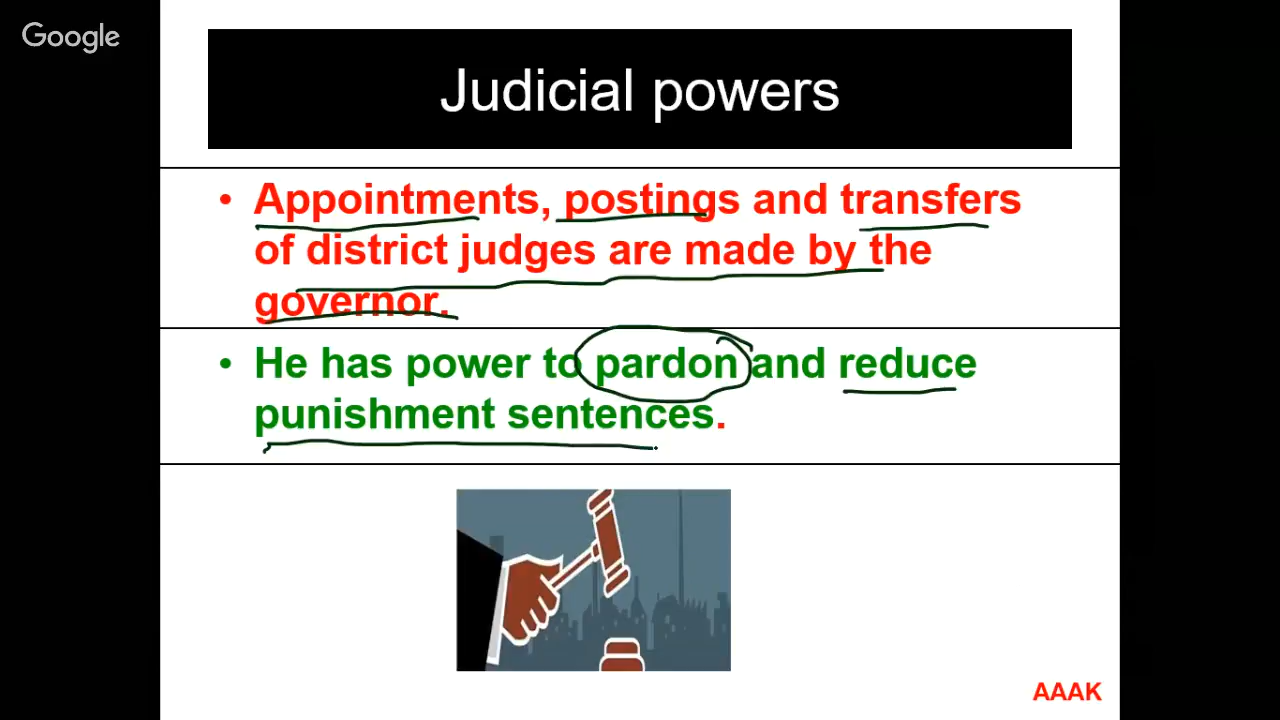 Google
Judicial powers
• Appointments, postings and transfers
of district judges are made by the
governor.
• He has power to pardon and reduce
punishment sentences.
AAAK